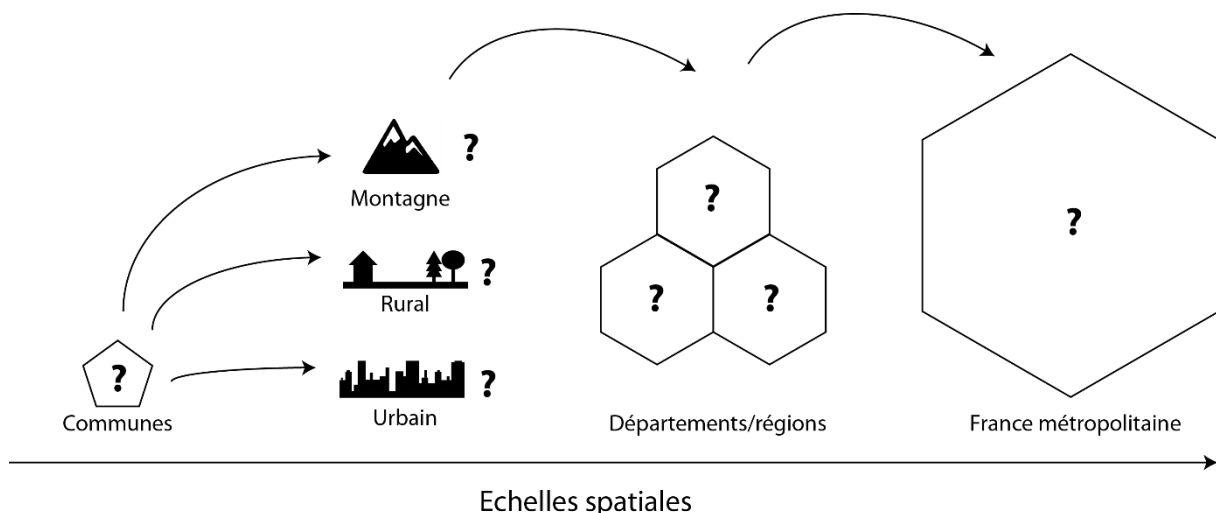 ?
Montagne
?
Rural
?
Communes
?
Urbain
?
?
?
Départements/régions
?
France métropolitaine
Echelles spatiales